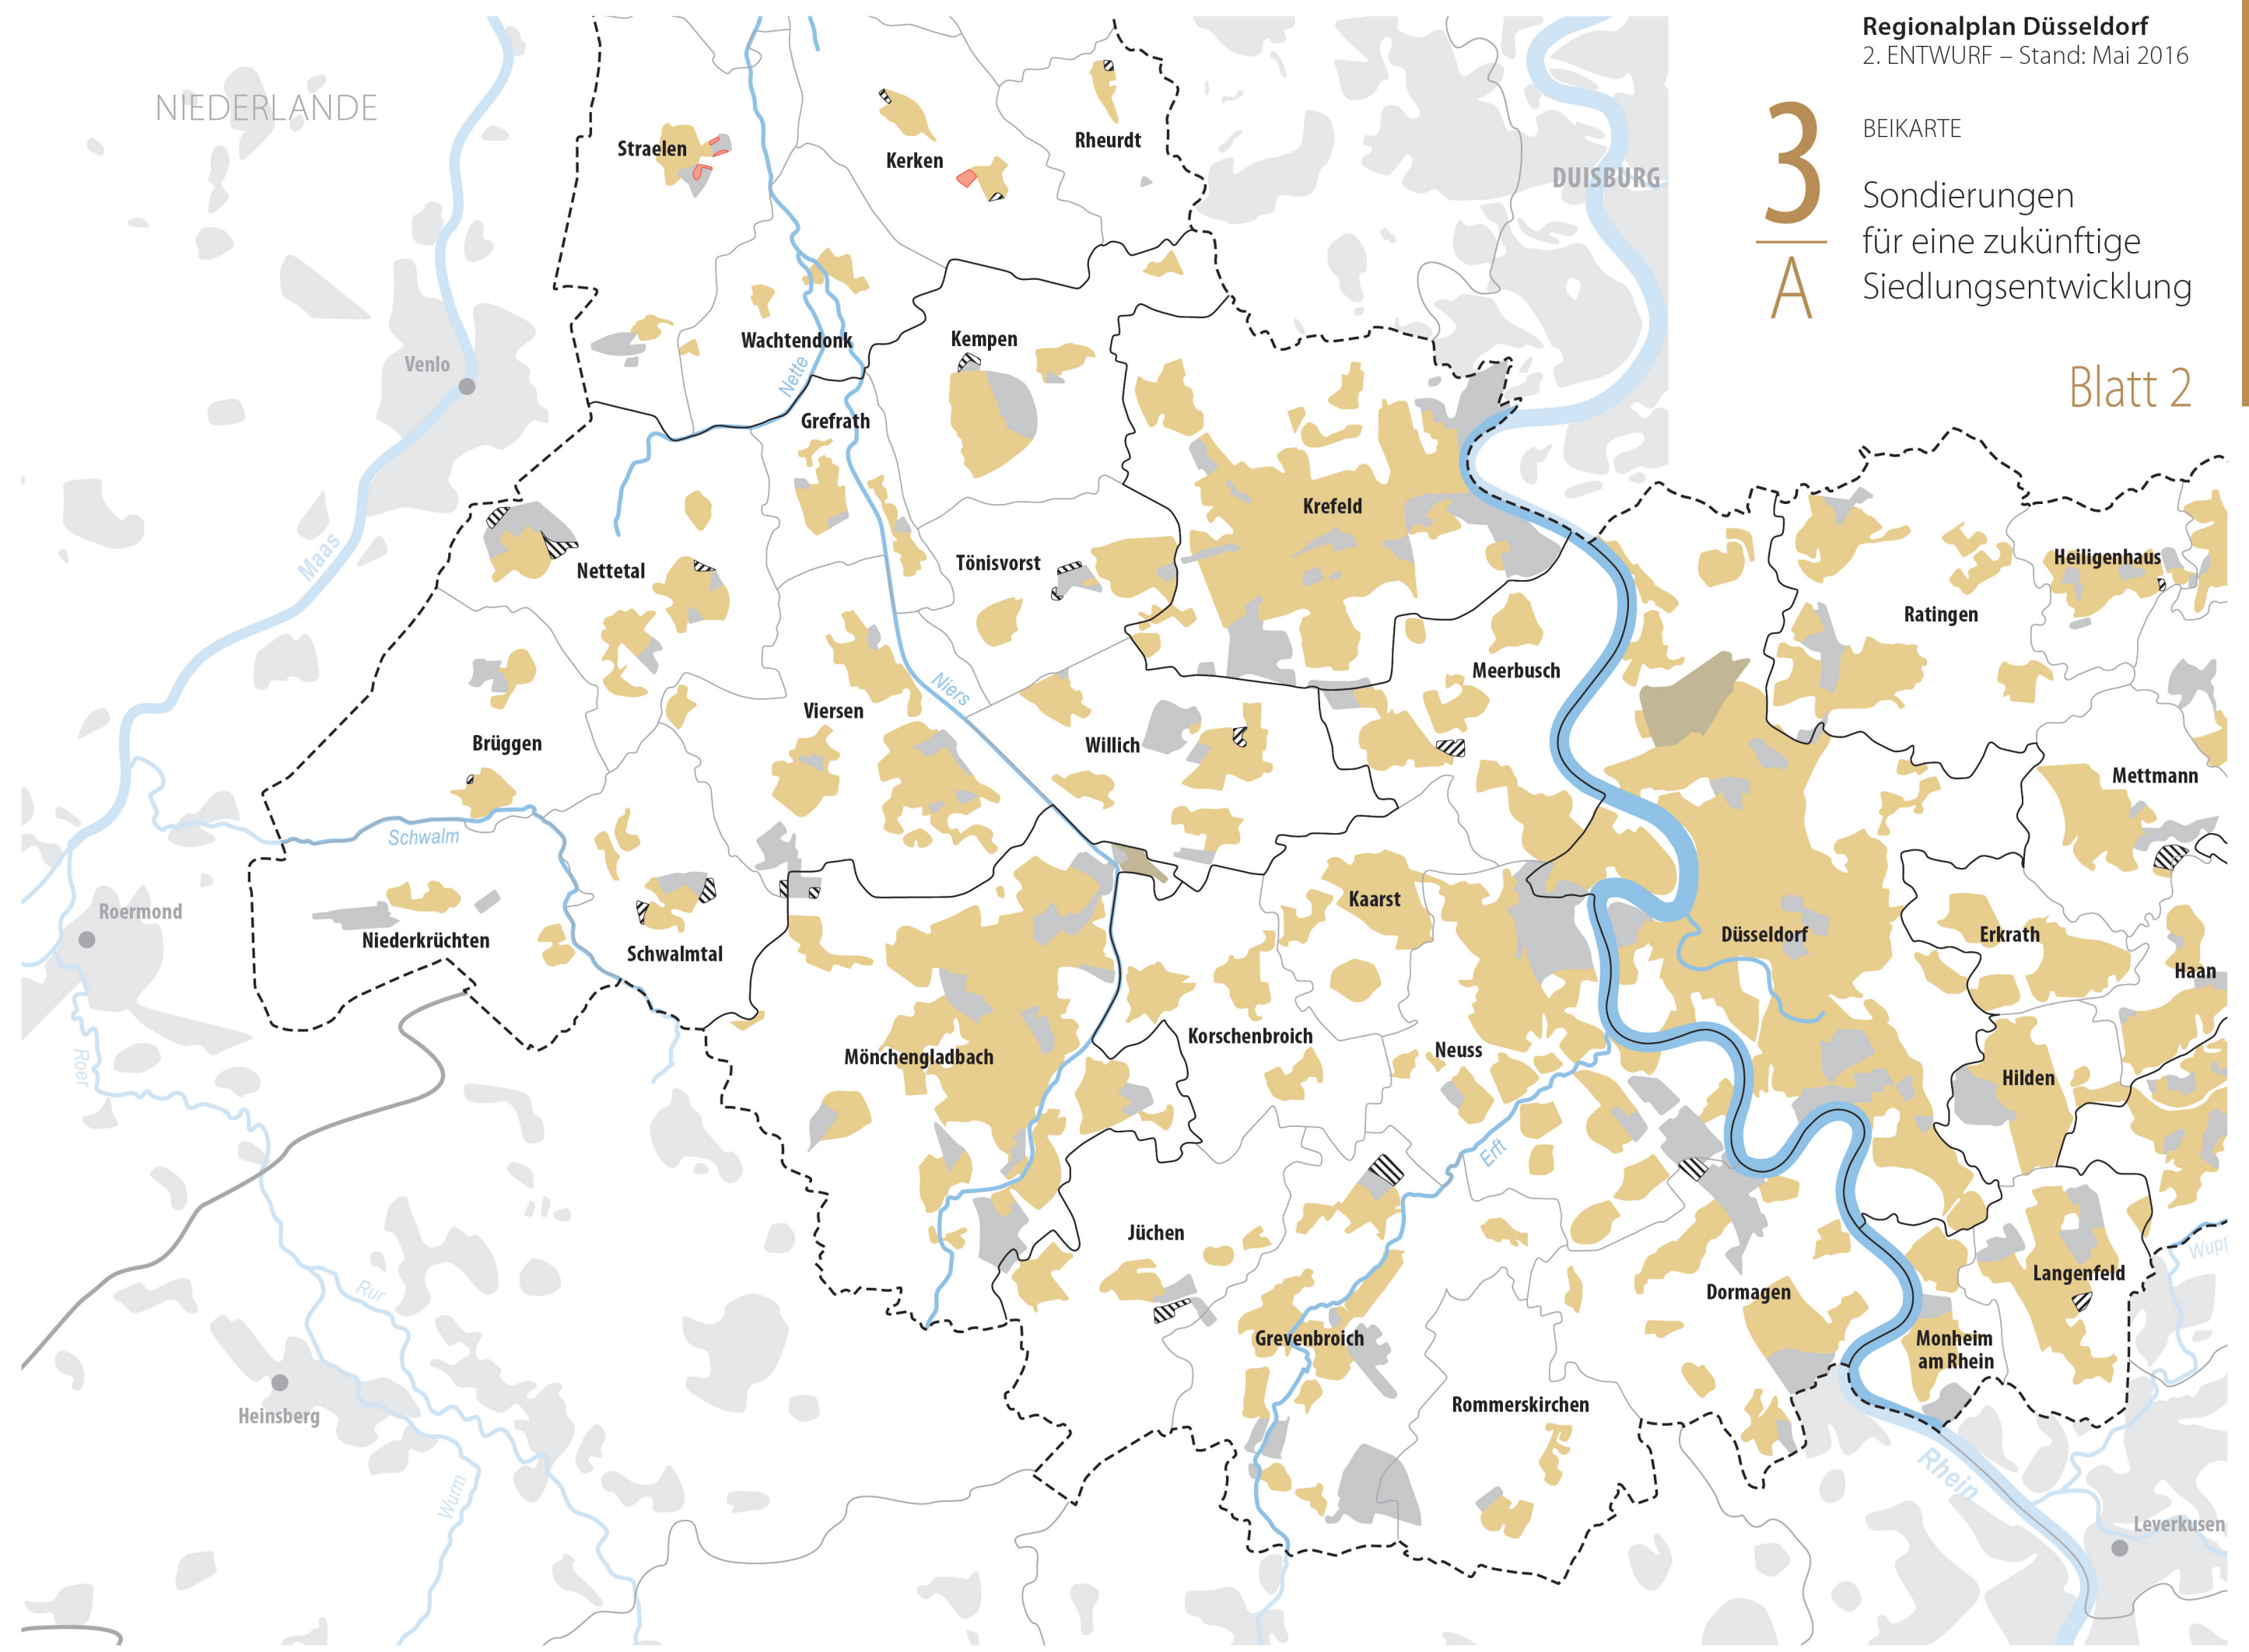 Regionalplan Düsseldorf
2. ENTWURF – Stand: Mai 2016
3
A
BEIKARTE
Sondierungen
für eine zukünftige
Siedlungsentwicklung
Blatt 2
NIEDERLANDE
DUISBURG
Straelen
Kerken
Rheurdt
Wachtendonk
Kempen
Venlo
Nette
Grefrath
Krefeld
Maas
Nettetal
Tönisvorst
Heiligenhaus
Ratingen
Meerbusch
Niers
Viersen
Willich
Brüggen
Mettmann
Schwalm
Roermond
Kaarst
Niederkrüchten
Schwalmtal
Düsseldorf
Erkrath
Haan
Roer
Mönchengladbach
Korschenbroich
Neuss
Hilden
Erft
Jüchen
Wupp
Rur
Langenfeld
Dormagen
Grevenbroich
Monheim
am Rhein
Heinsberg
Rommerskirchen
Wurm
Rhein
Leverkusen